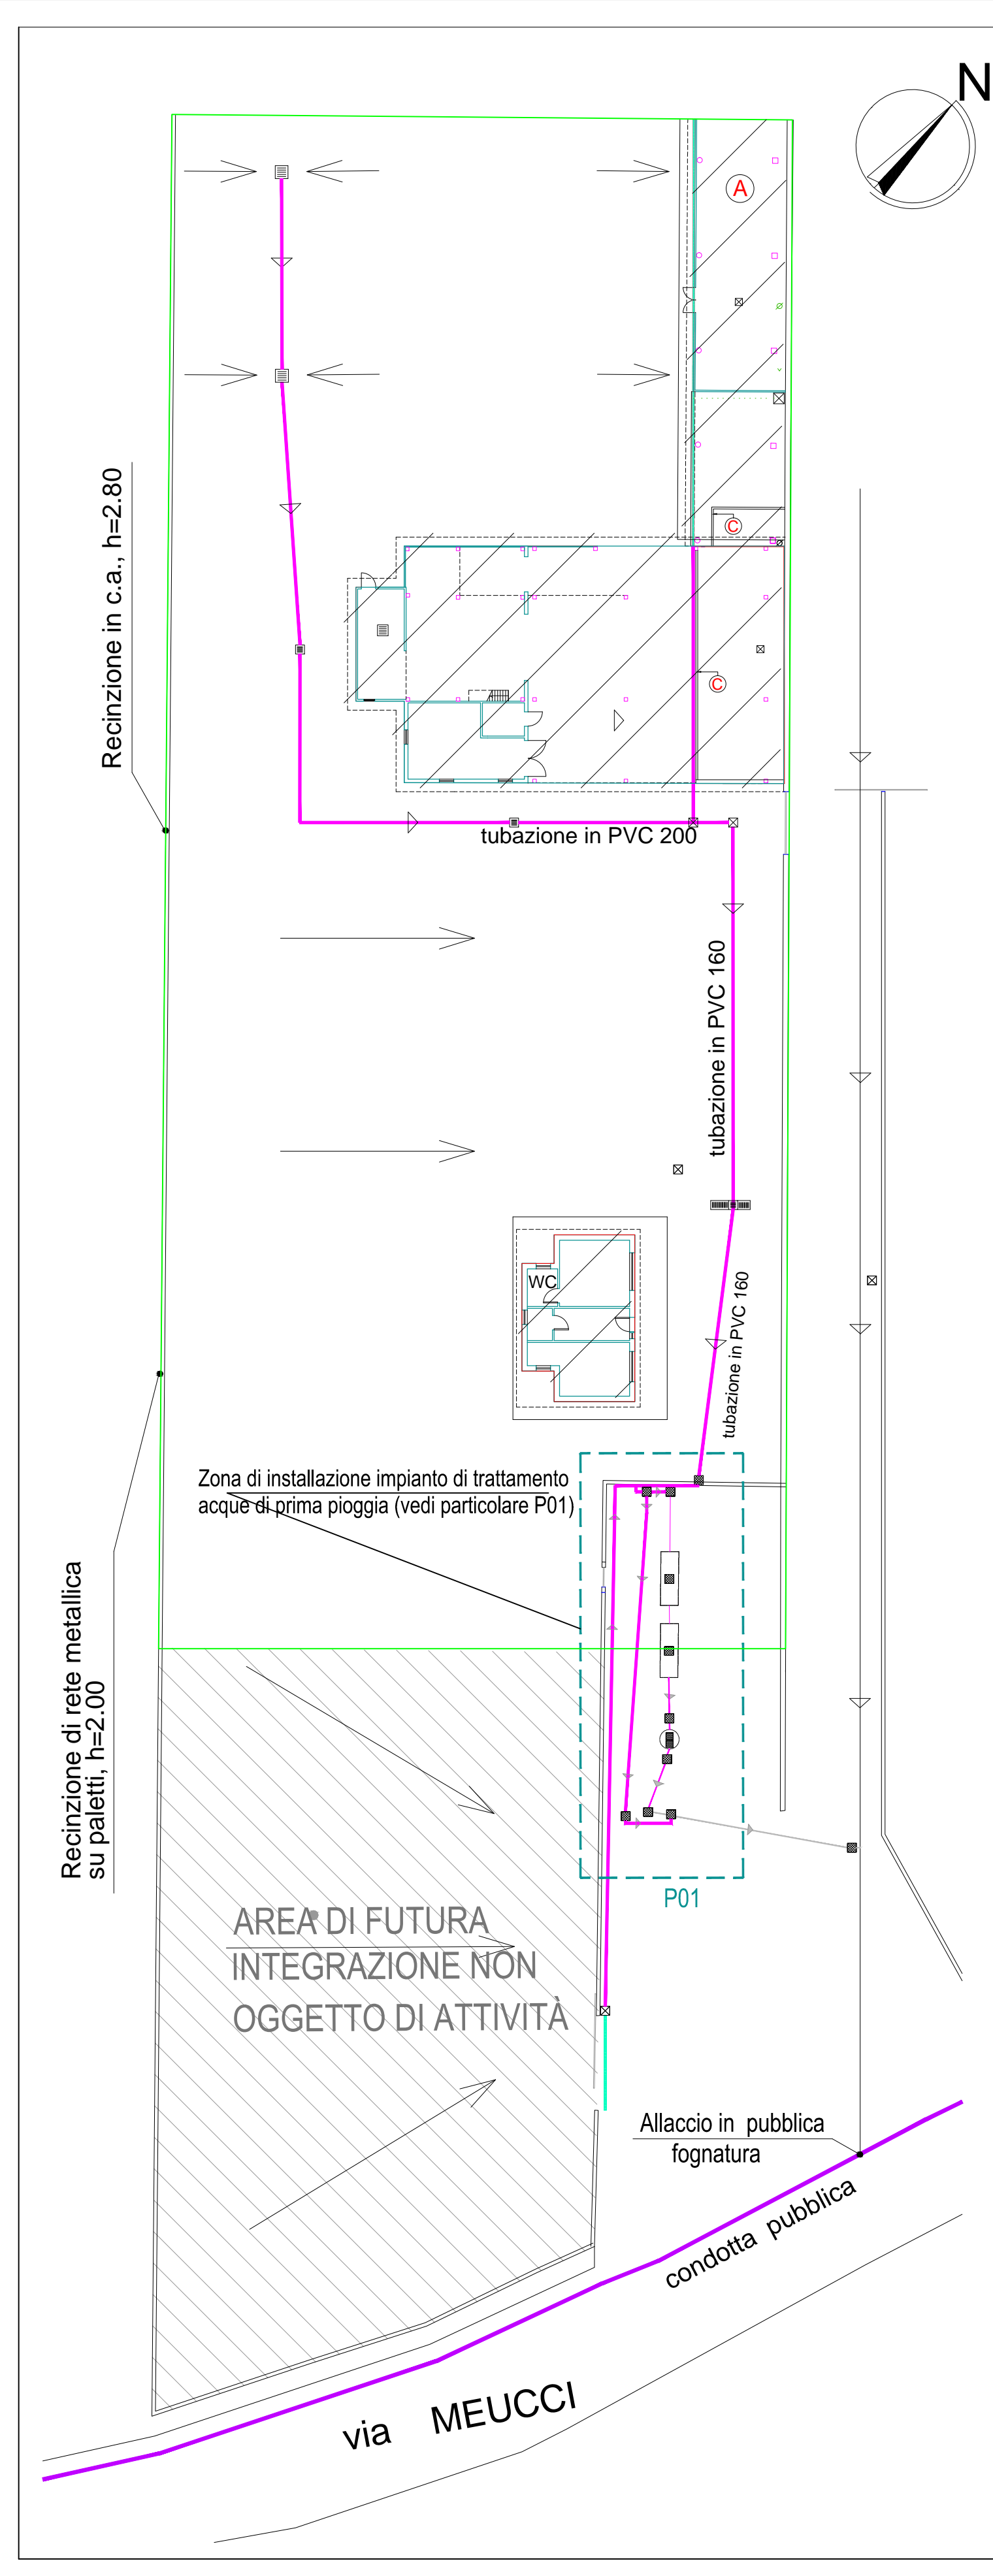 N
A
Recinzione in c.a., h=2.80
C
C
tubazione in PVC 200
tubazione in PVC 160
WC
tubazione in PVC 160
Zona di installazione impianto di trattamento
acque di prima pioggia (vedi particolare P01)
Recinzione di rete metallica
su paletti, h=2.00
P01
AREA DI FUTURA
INTEGRAZIONE NON
OGGETTO DI ATTIVITÀ
Allaccio in pubblica
fognatura
condotta pubblica
via MEUCCI